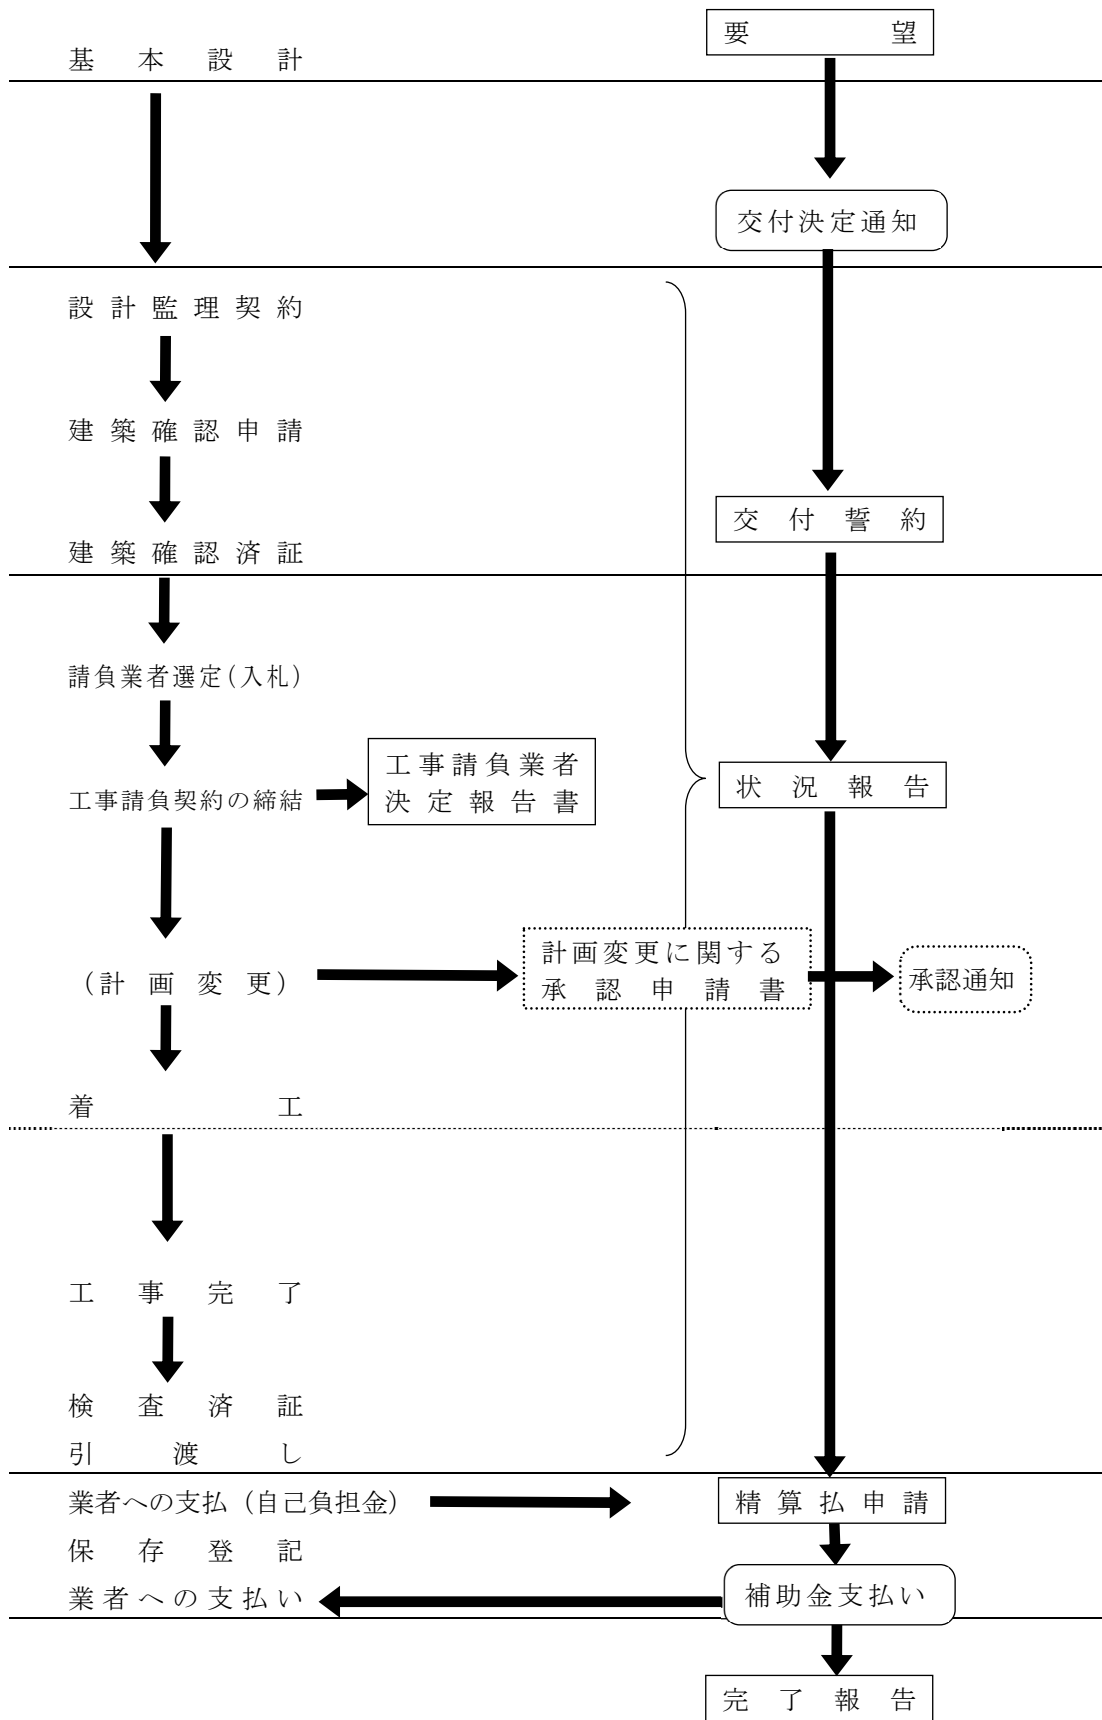 要望
基本設計
交付決定通知
設計監理契約
建築確認申請
交付誓約
建築確認済証
請負業者選定(入札)
工事請負業者
決定報告書
状況報告
工事請負契約の締結
計画変更に関する
承認申請書
承認通知
(計画変更)
着工
工事完了
検査済証
引渡し
業者への支払(自己負担金)
精算払申請
保存登記
業者への支払い
補助金支払い
完了報告